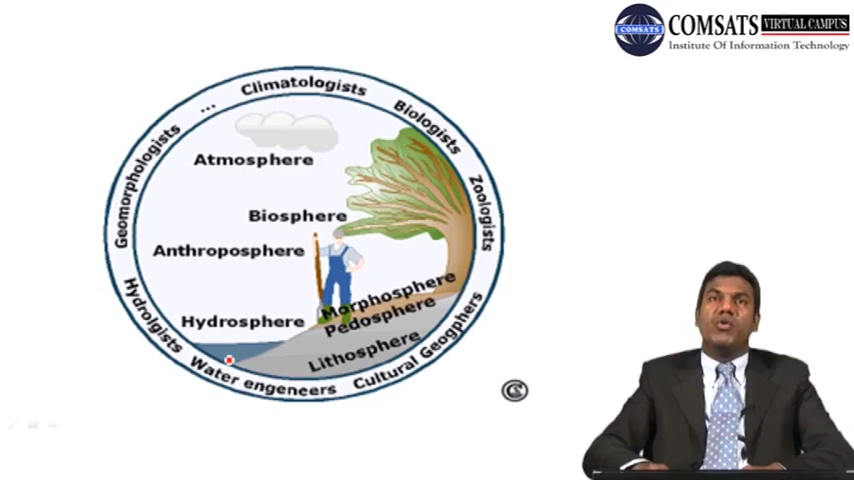 COMSATS VIRTUAL CAMPUS
COMSATS
Institute Of Information Technology
Climatologists
...
Biologists
Geomorphologists
Zoologists
Atmosphere
Biosphere
Anthroposphere
Morphosphere
Pedosphere
Hydrosphere
Lithosphere
Hydrolgists
Water engeneers
Cultural Geogphers